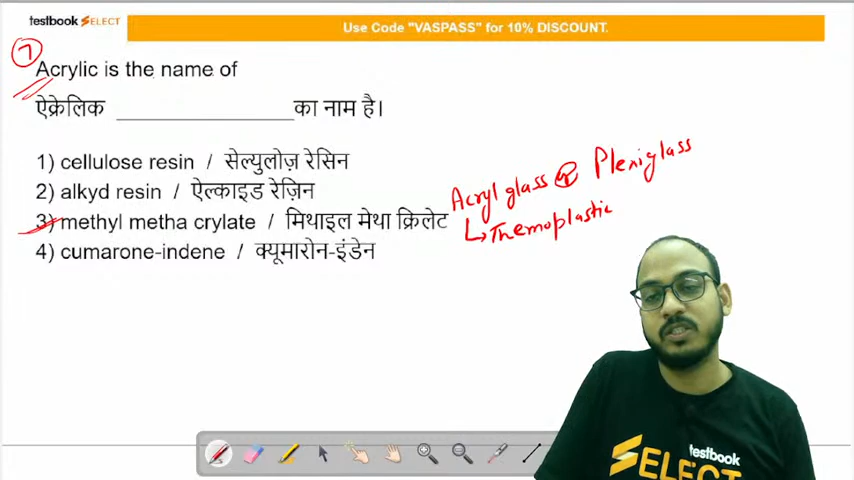 testbook SELECT
Use Code "VASPASS" for 10% DISCOUNT.
7
Acrylic is the name of
ऐक्रेलिक ________________ का नाम है।
1) cellulose resin / सेल्युलोज़ रेसिन
2) alkyd resin / ऐल्काइड रेज़िन
3) methyl metha crylate / मिथाइल मेथा क्रिलेट
4) cumarone-indene / क्यूमारोन-इंडेन
Acryl glass or Plexiglass
↳ Themoplastic
testbook
SELECT